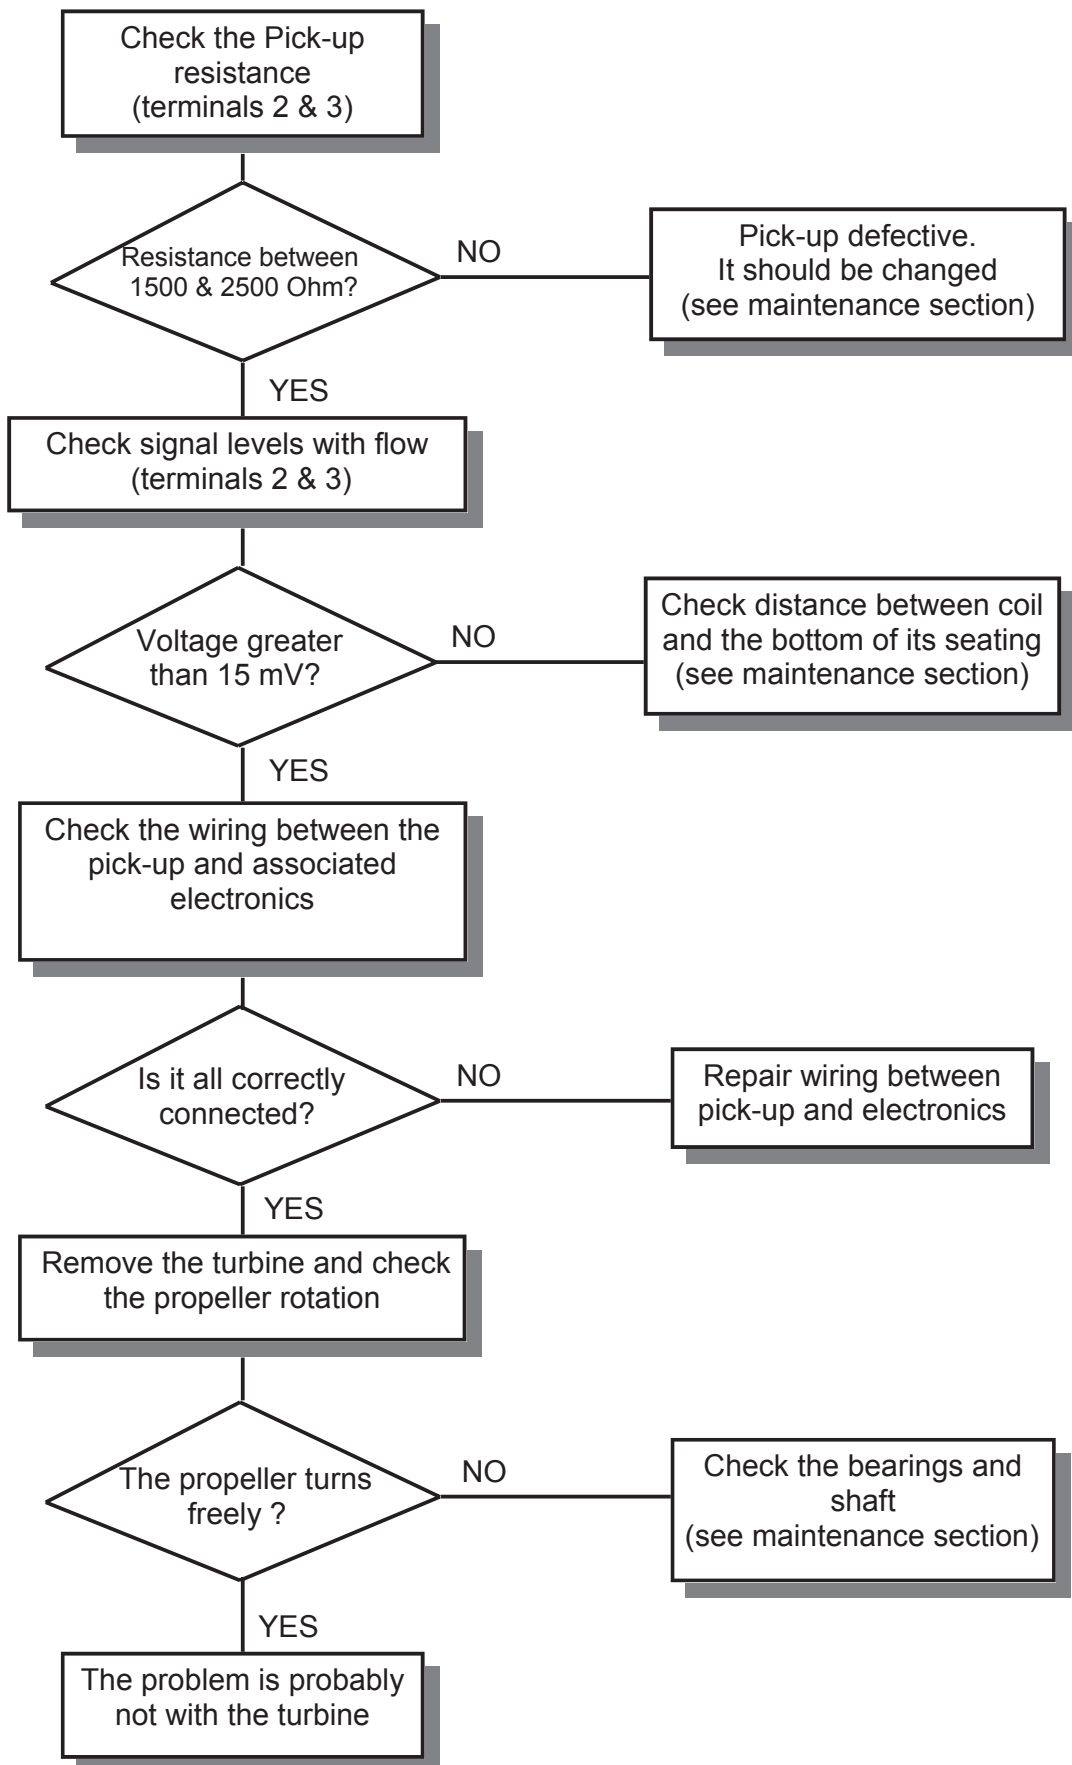 Check the Pick-up
resistance
(terminals 2 & 3)
Resistance between
1500 & 2500 Ohm?
NO
Pick-up defective.
It should be changed
(see maintenance section)
YES
Check signal levels with flow
(terminals 2 & 3)
Voltage greater
than 15 mV?
NO
Check distance between coil
and the bottom of its seating
(see maintenance section)
YES
Check the wiring between the
pick-up and associated
electronics
Is it all correctly
connected?
NO
Repair wiring between
pick-up and electronics
YES
Remove the turbine and check
the propeller rotation
The propeller turns
freely ?
NO
Check the bearings and
shaft
(see maintenance section)
YES
The problem is probably
not with the turbine